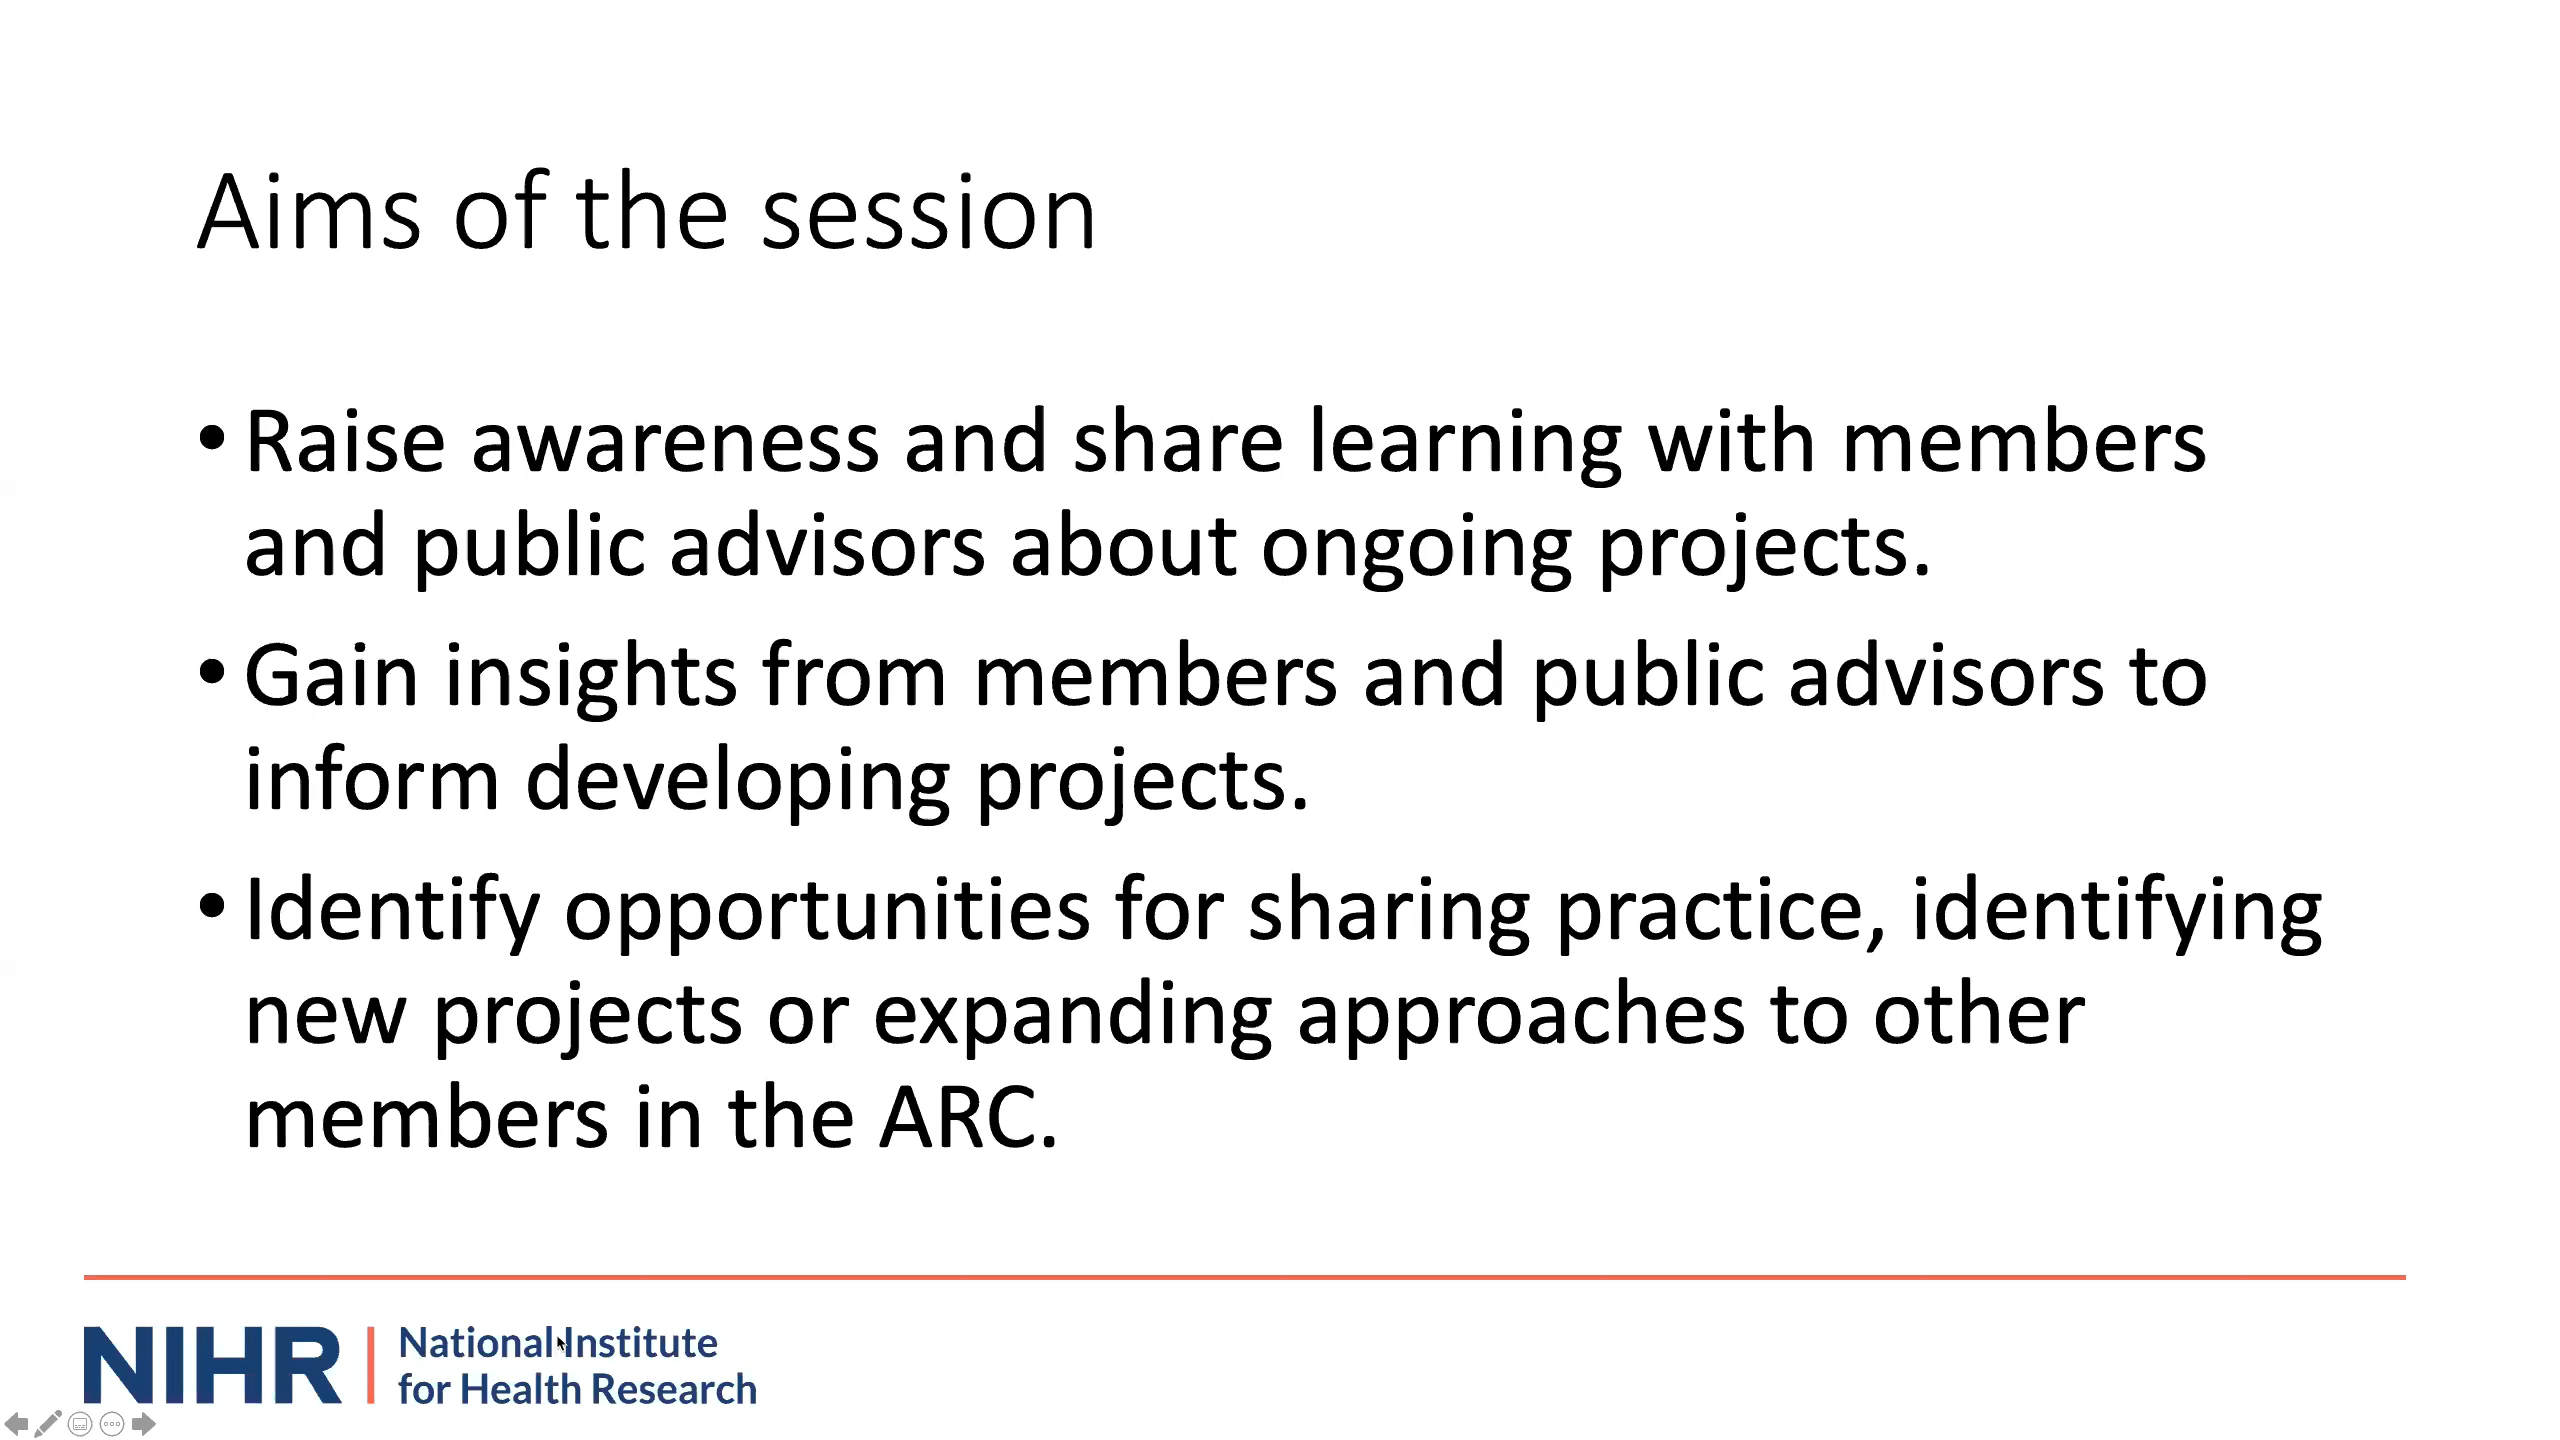 Aims of the session
• Raise awareness and share learning with members
and public advisors about ongoing projects.
• Gain insights from members and public advisors to
inform developing projects.
• Identify opportunities for sharing practice, identifying
new projects or expanding approaches to other
members in the ARC.
NIHR | National Institute
for Health Research